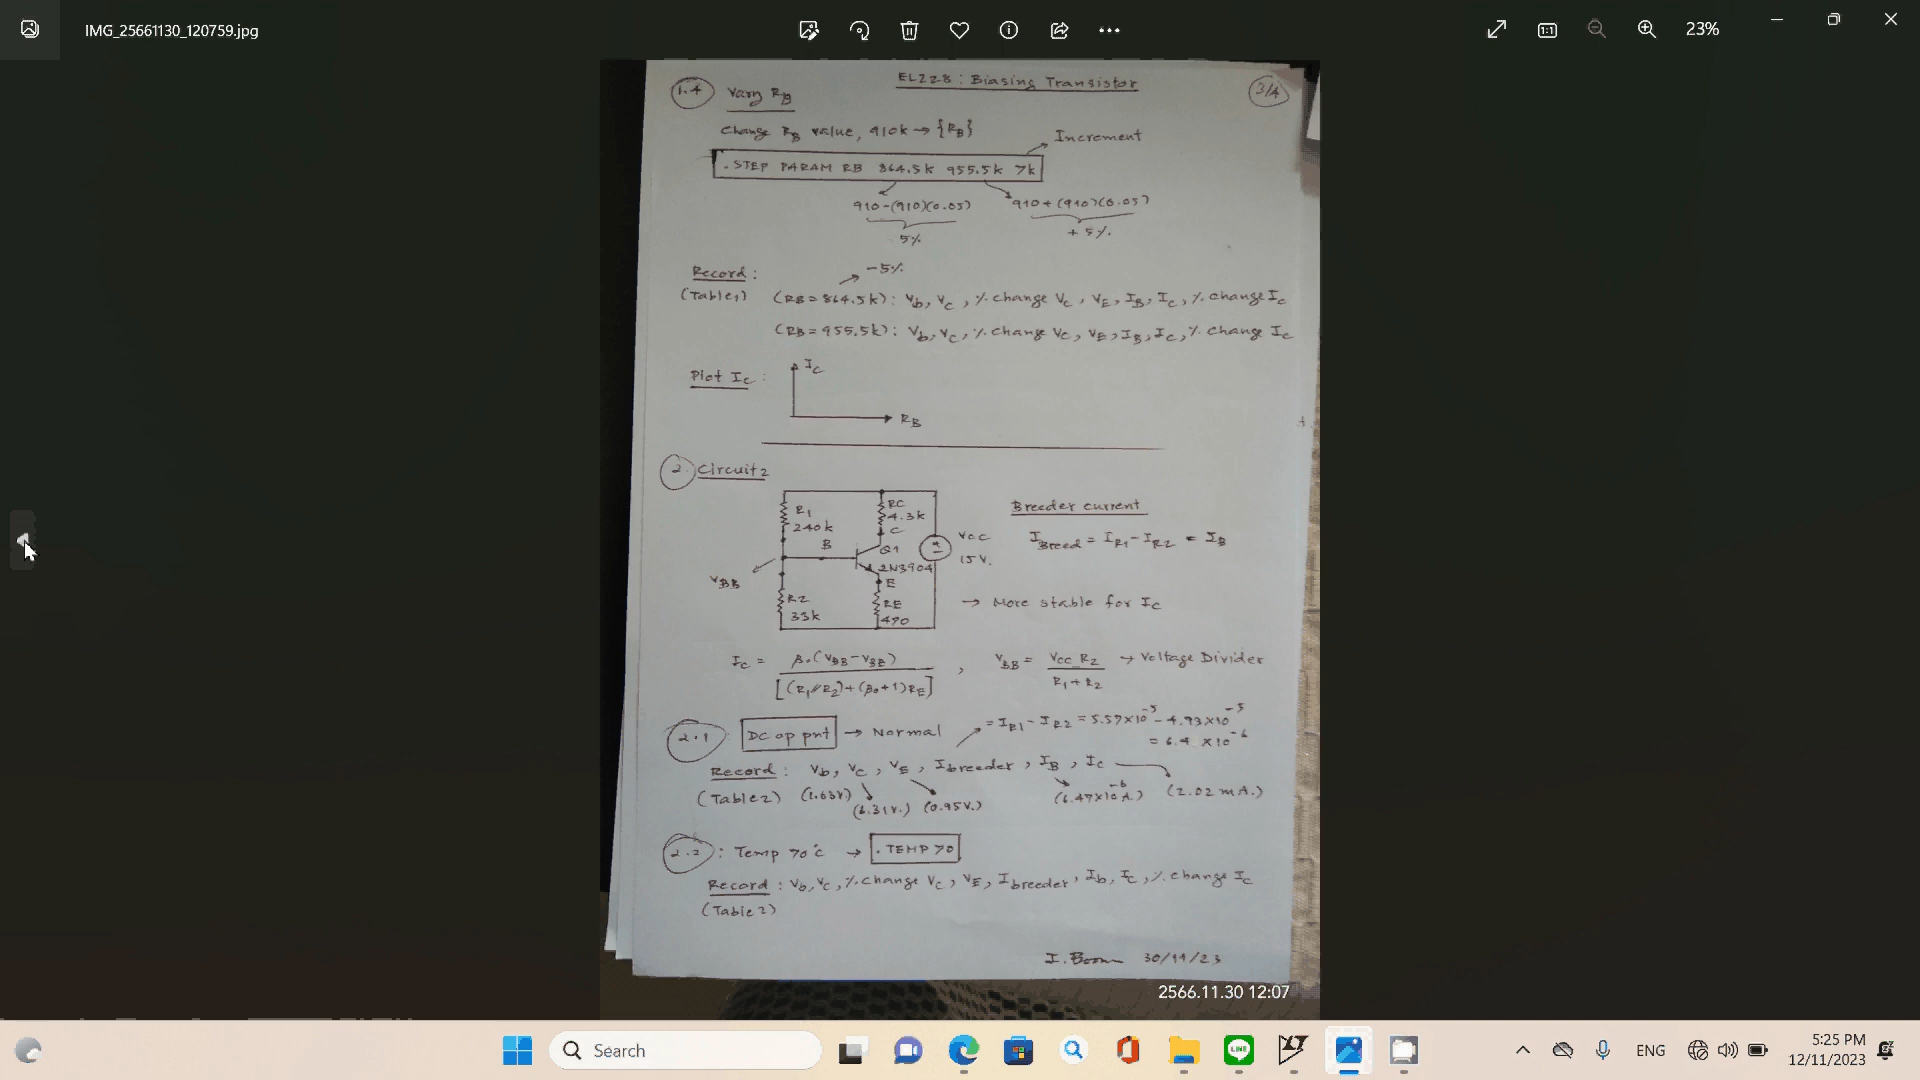 IMG_25661130_120759.jpg
23%
EL228 : Biasing Transistor
3/4
1.4 Vary RB
Change RB value, 910k → {RB}
Increment
.STEP PARAM RB 864.5k 955.5k 7k
910-(910)(0.05)
910+(910)(0.05)
5%
+5%
Record :
-5%
(Table1) (RB=864.5k): Vb, Vc, % change Vc, VE, IB, Ic, % change Ic
(RB=955.5k): Vb, Vc, % change Vc, VE, IB, Ic, % change Ic
Plot Ic :
IC
RB
2. Circuit2
R1
240k
RC
4.3k
C
B
Q1
2N3904
E
VBB
R2
33k
RE
470
VCC
15V.
Breeder current
IBreed = IR1 - IR2 = IB
→ More stable for Ic
Ic = β0(VBB-VBE) / [(R1//R2)+(β0+1)RE] , VBB = VCC R2 / R1+R2 → Voltage Divider
2.1 : DC op pnt → Normal
= IR1 - IR2 = 5.57x10^-5 - 4.93x10^-5
= 6.4 x10^-6
Record : Vb, Vc, VE, Ibreeder, IB, Ic
(Table2) (1.63V.) (6.31V.) (0.95V.) (6.47x10^-6 A.) (2.02 mA.)
2.2 : Temp 70°C → .TEMP 70
Record : Vb, Vc, % change Vc, VE, Ibreeder, Ib, Ic, % change Ic
(Table2)
30/11/23
2566.11.30 12:07
Search
ENG
5:25 PM
12/11/2023